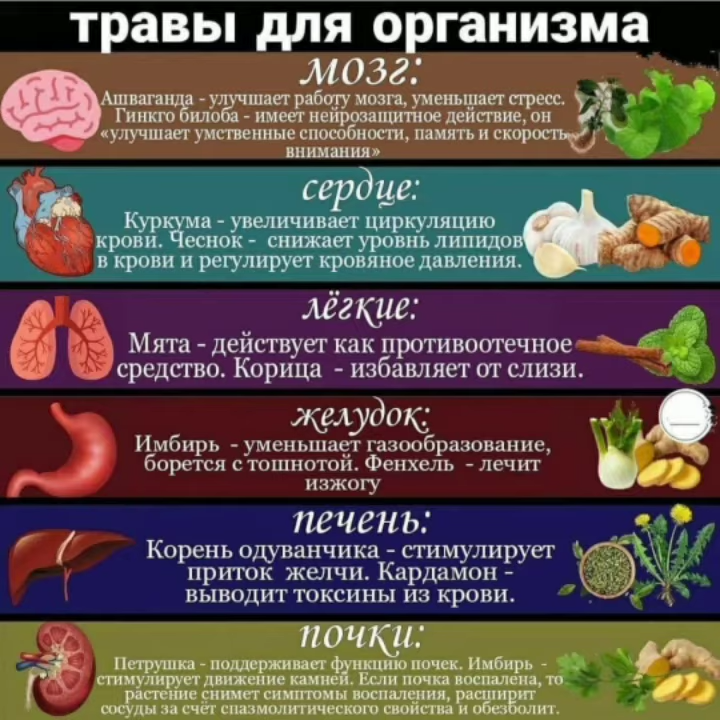 травы для организма
мозг:
Ашваганда - улучшает работу мозга, уменьшает стресс.
Гинкго билоба - имеет нейрозащитное действие, он
«улучшает умственные способности, память и скорость
внимания»
сердце:
Куркума - увеличивает циркуляцию
крови. Чеснок - снижает уровнь липидов
в крови и регулирует кровяное давления.
лёгкие:
Мята - действует как противоотечное
средство. Корица - избавляет от слизи.
желудок:
Имбирь - уменьшает газообразование,
борется с тошнотой. Фенхель - лечит
изжогу
печень:
Корень одуванчика - стимулирует
приток желчи. Кардамон -
выводит токсины из крови.
почки:
Петрушка - поддерживает функцию почек. Имбирь -
стимулирует движение камней. Если почка воспалена, то
растение снимет симптомы воспаления, расширит
сосуды за счёт спазмолитического свойства и обезболит.